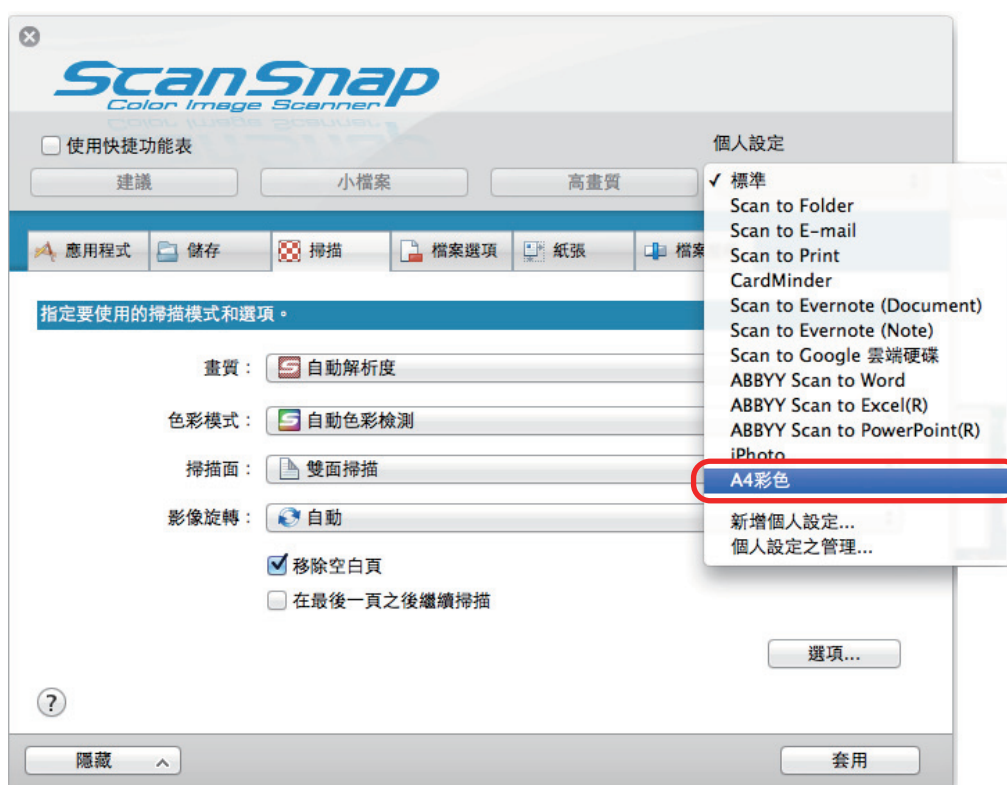 ScanSnap
Color Image Scanner
使用快捷功能表
個人設定
建議
小檔案
高畫質
✓ 標準
Scan to Folder
Scan to E-mail
Scan to Print
CardMinder
Scan to Evernote (Document)
Scan to Evernote (Note)
Scan to Google 雲端硬碟
ABBYY Scan to Word
ABBYY Scan to Excel(R)
ABBYY Scan to PowerPoint(R)
iPhoto
A4彩色
新增個人設定...
個人設定之管理...
應用程式
儲存
掃描
檔案選項
紙張
檔案
指定要使用的掃描模式和選項。
畫質：
自動解析度
色彩模式：
自動色彩檢測
掃描面：
雙面掃描
影像旋轉：
自動
移除空白頁
在最後一頁之後繼續掃描
選項...
?
隱藏
套用